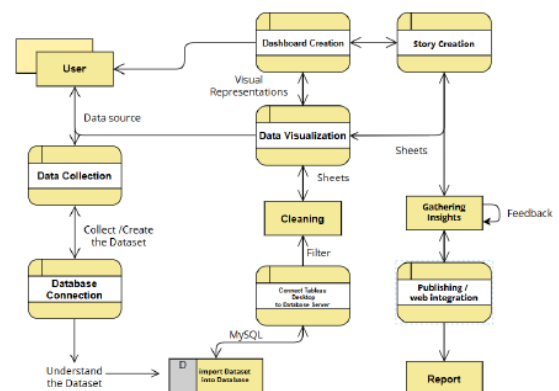 Dashboard Creation
Story Creation
User
Visual
Representations
Data source
Data Visualization
Sheets
Data Collection
Sheets
Cleaning
Gathering
Insights
Feedback
Collect /Create
the Dataset
Filter
Database
Connection
Connect Tableau
Desktop
to Database Server
Publishing /
web integration
MySQL
Understand
the Dataset
D
import Dataset
Into Database
Report